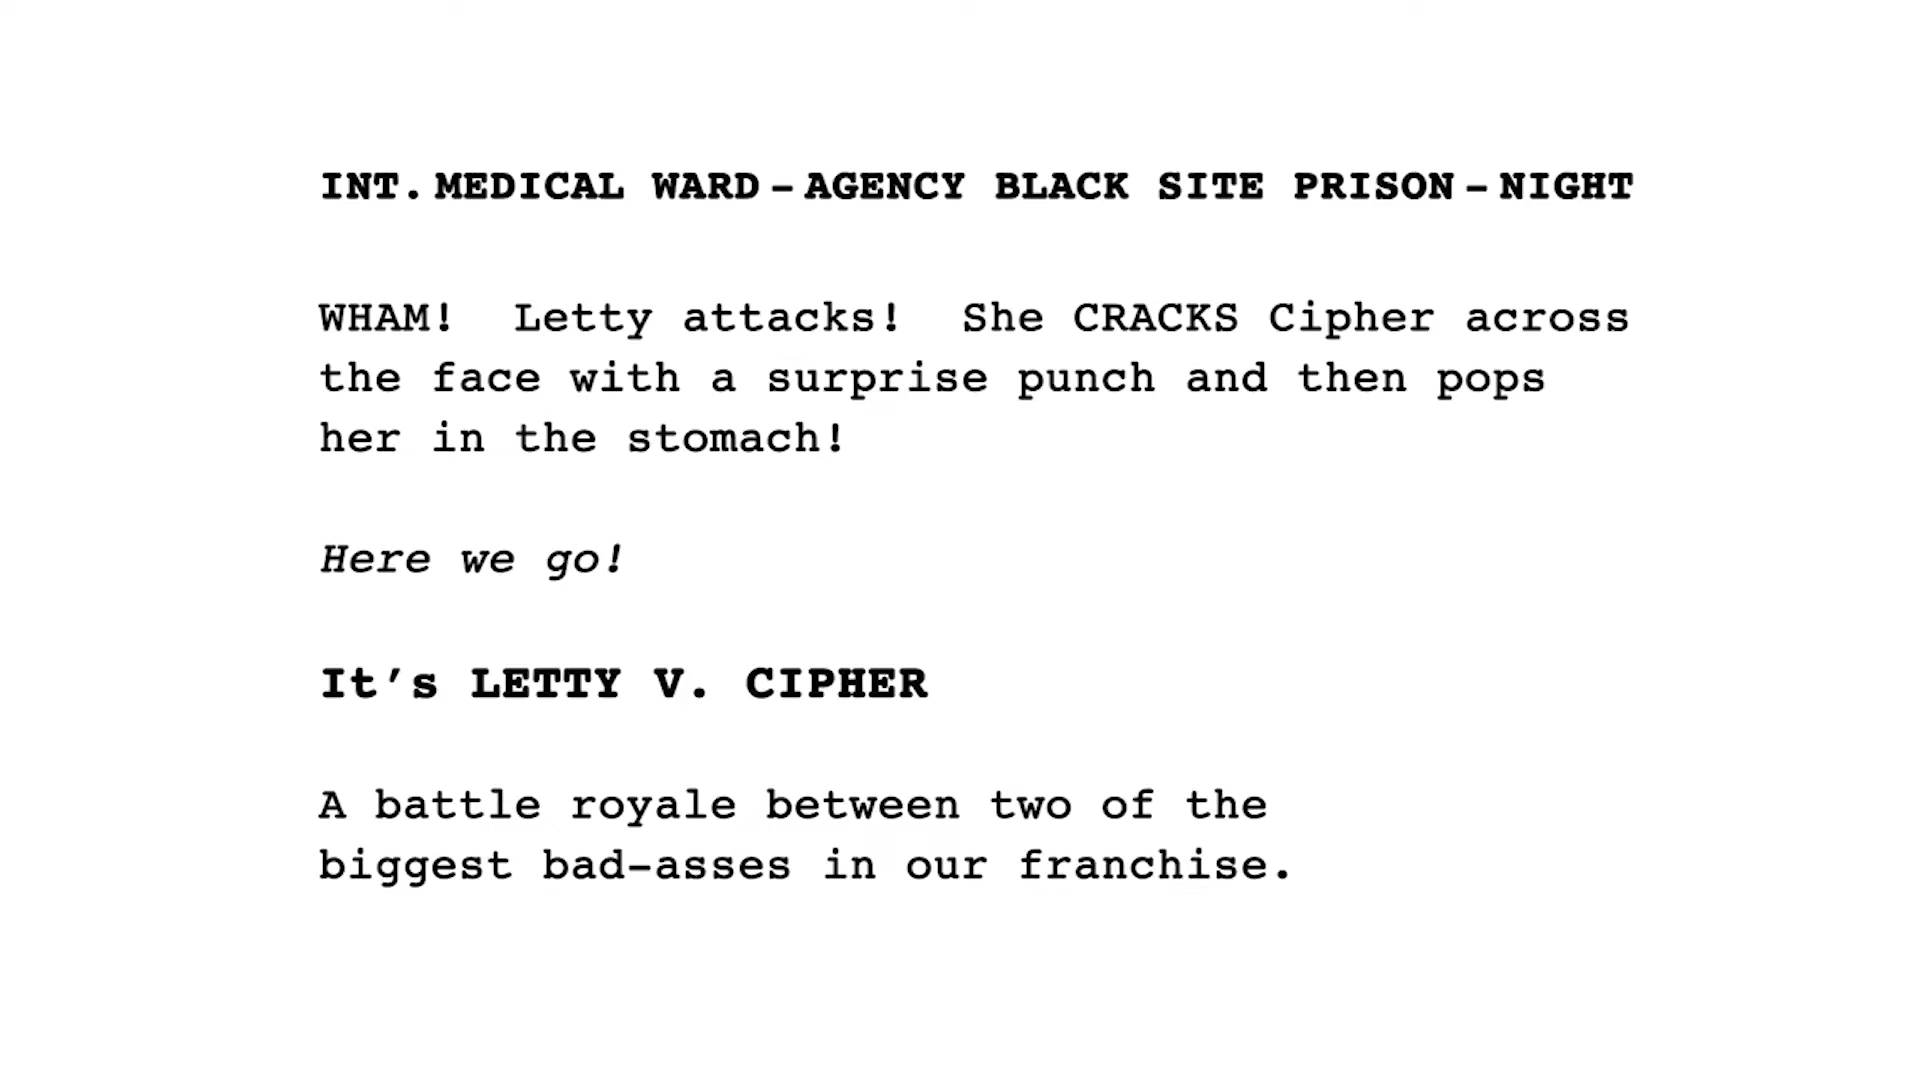 INT. MEDICAL WARD – AGENCY BLACK SITE PRISON – NIGHT
WHAM!  Letty attacks!  She CRACKS Cipher across
the face with a surprise punch and then pops
her in the stomach!
Here we go!
It’s LETTY V. CIPHER
A battle royale between two of the
biggest bad-asses in our franchise.